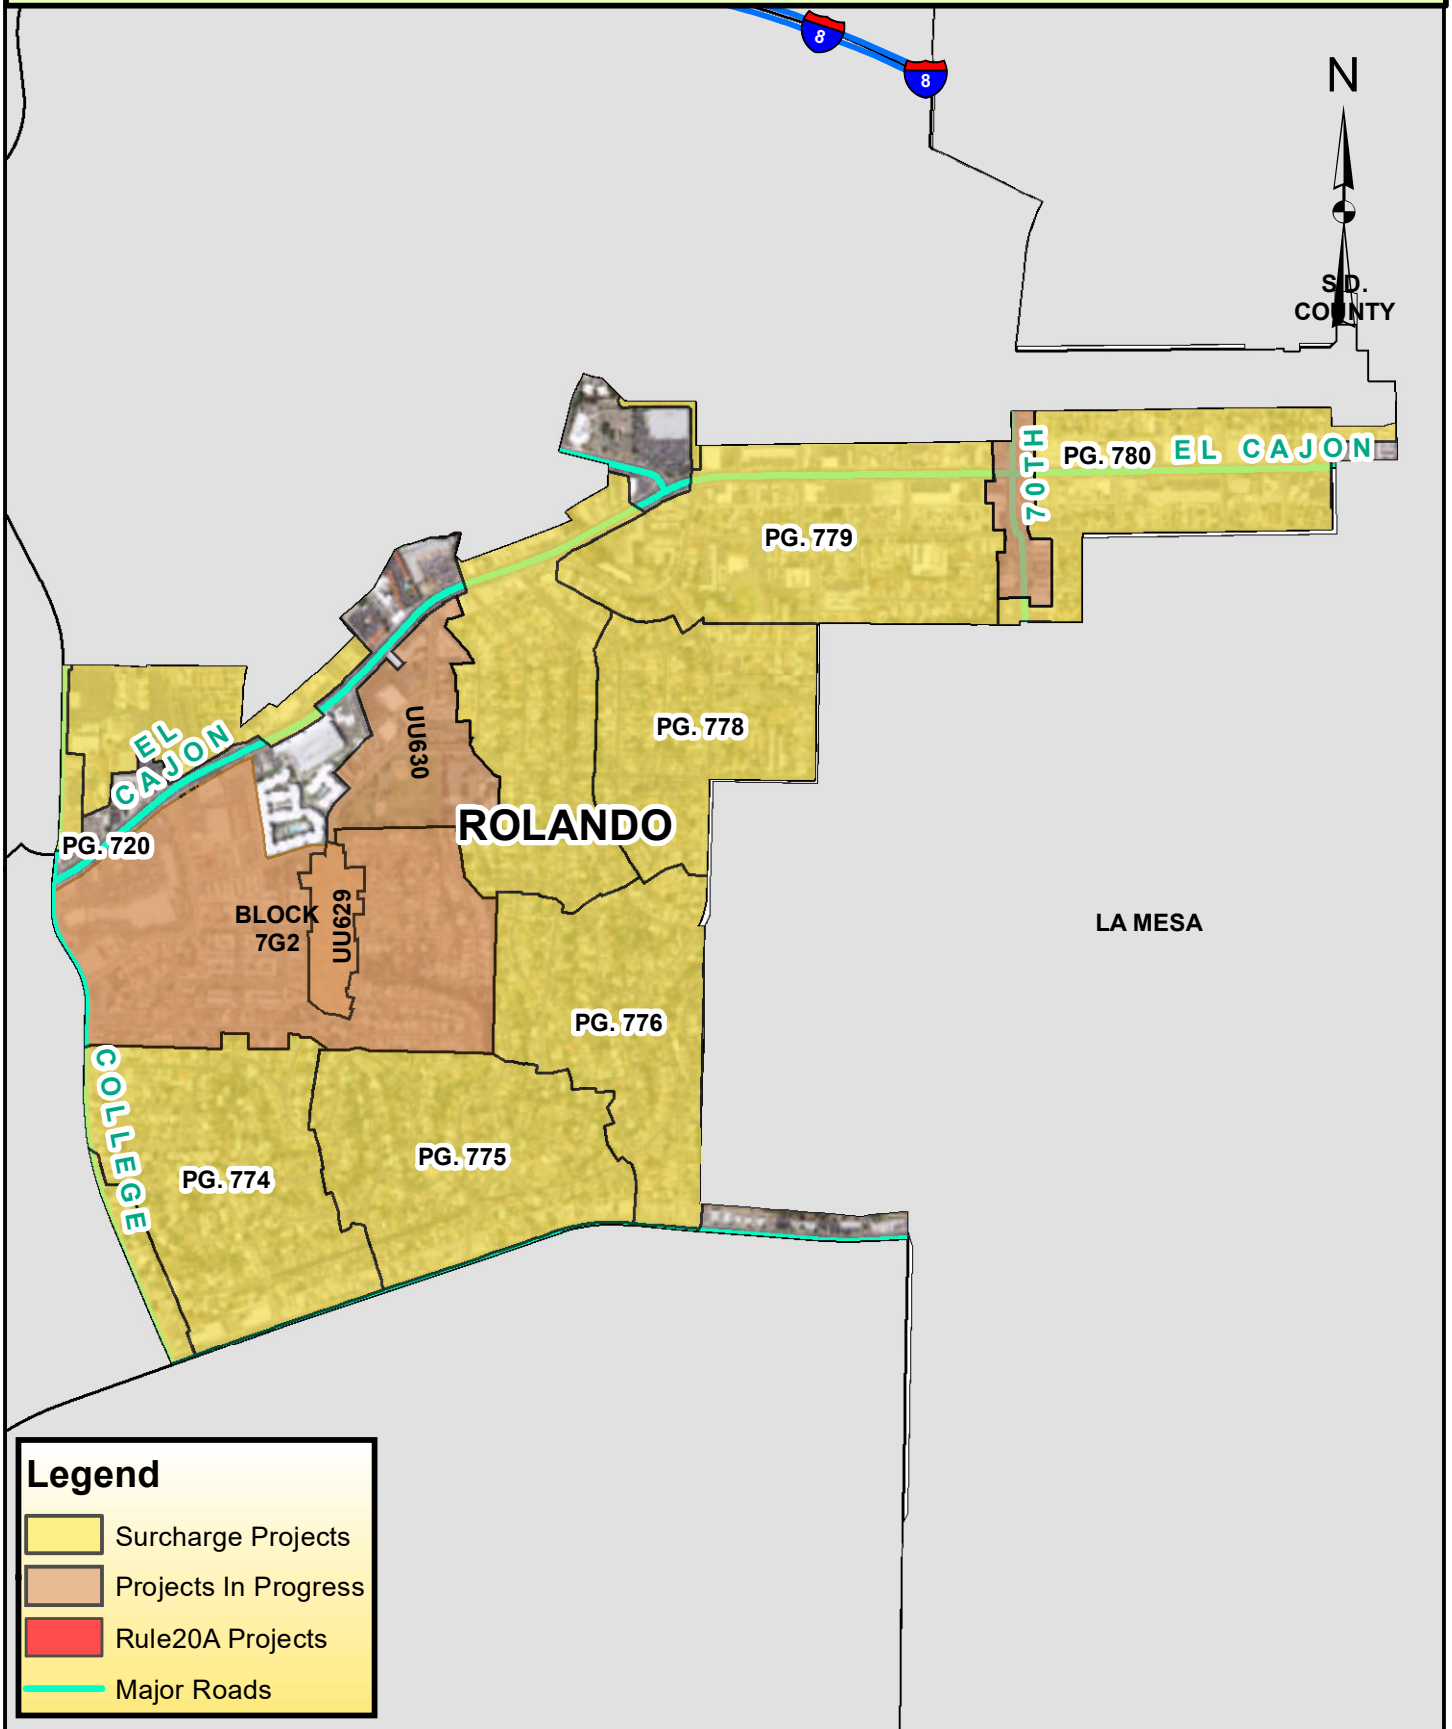 8
8
N
S.D.
COUNTY
70TH
PG. 780
EL CAJON
PG. 779
PG. 778
UU630
EL
CAJON
ROLANDO
PG. 720
BLOCK
7G2
UU629
LA MESA
PG. 776
COLLEGE
PG. 775
PG. 774
Legend
Surcharge Projects
Projects In Progress
Rule20A Projects
Major Roads